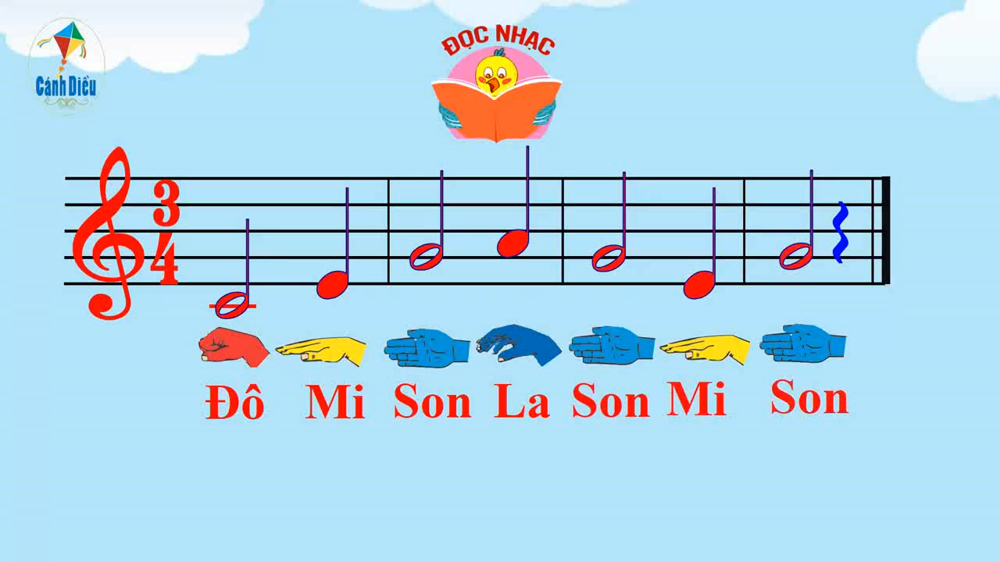 Cánh Diều
ĐỌC NHẠC
3
4
Đô Mi Son La Son Mi Son